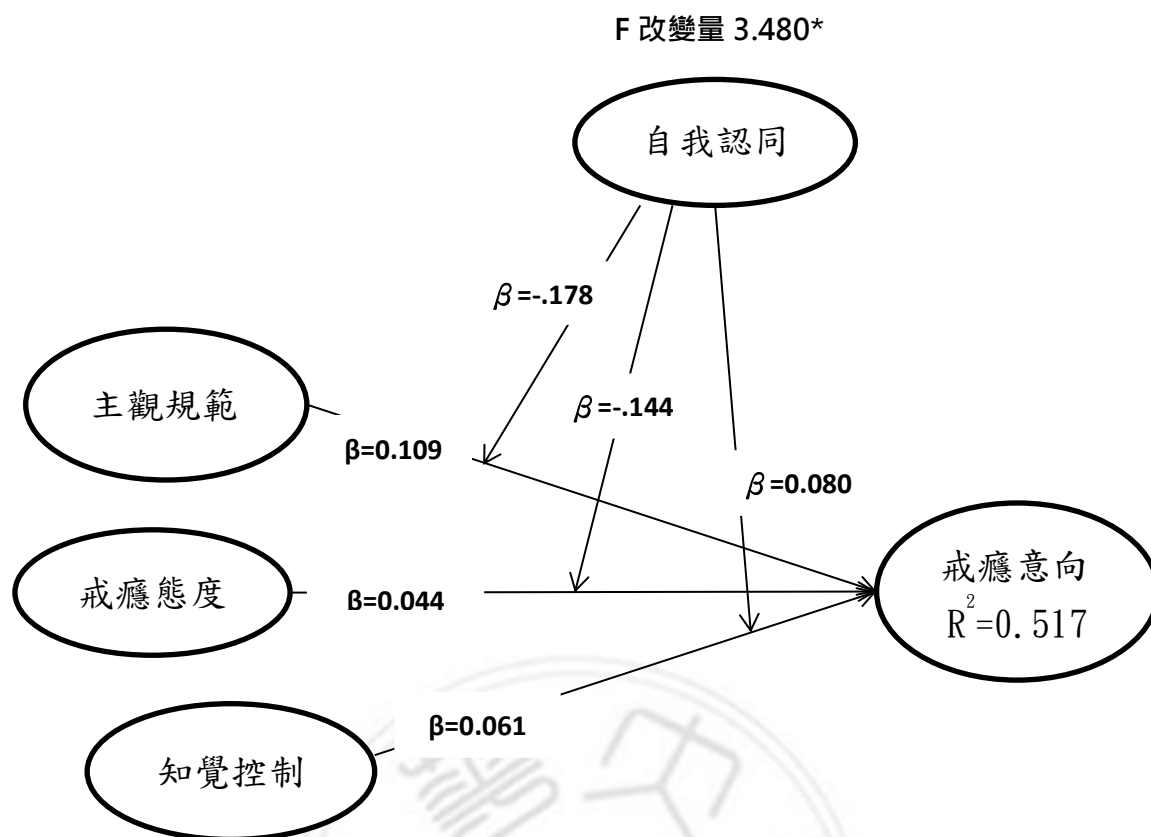 F 改變量 3.480*
自我認同
β=-.178
主觀規範
β=-.144
β=0.109
β=0.080
戒癮意向
R²=0.517
戒癮態度
β=0.044
β=0.061
知覺控制